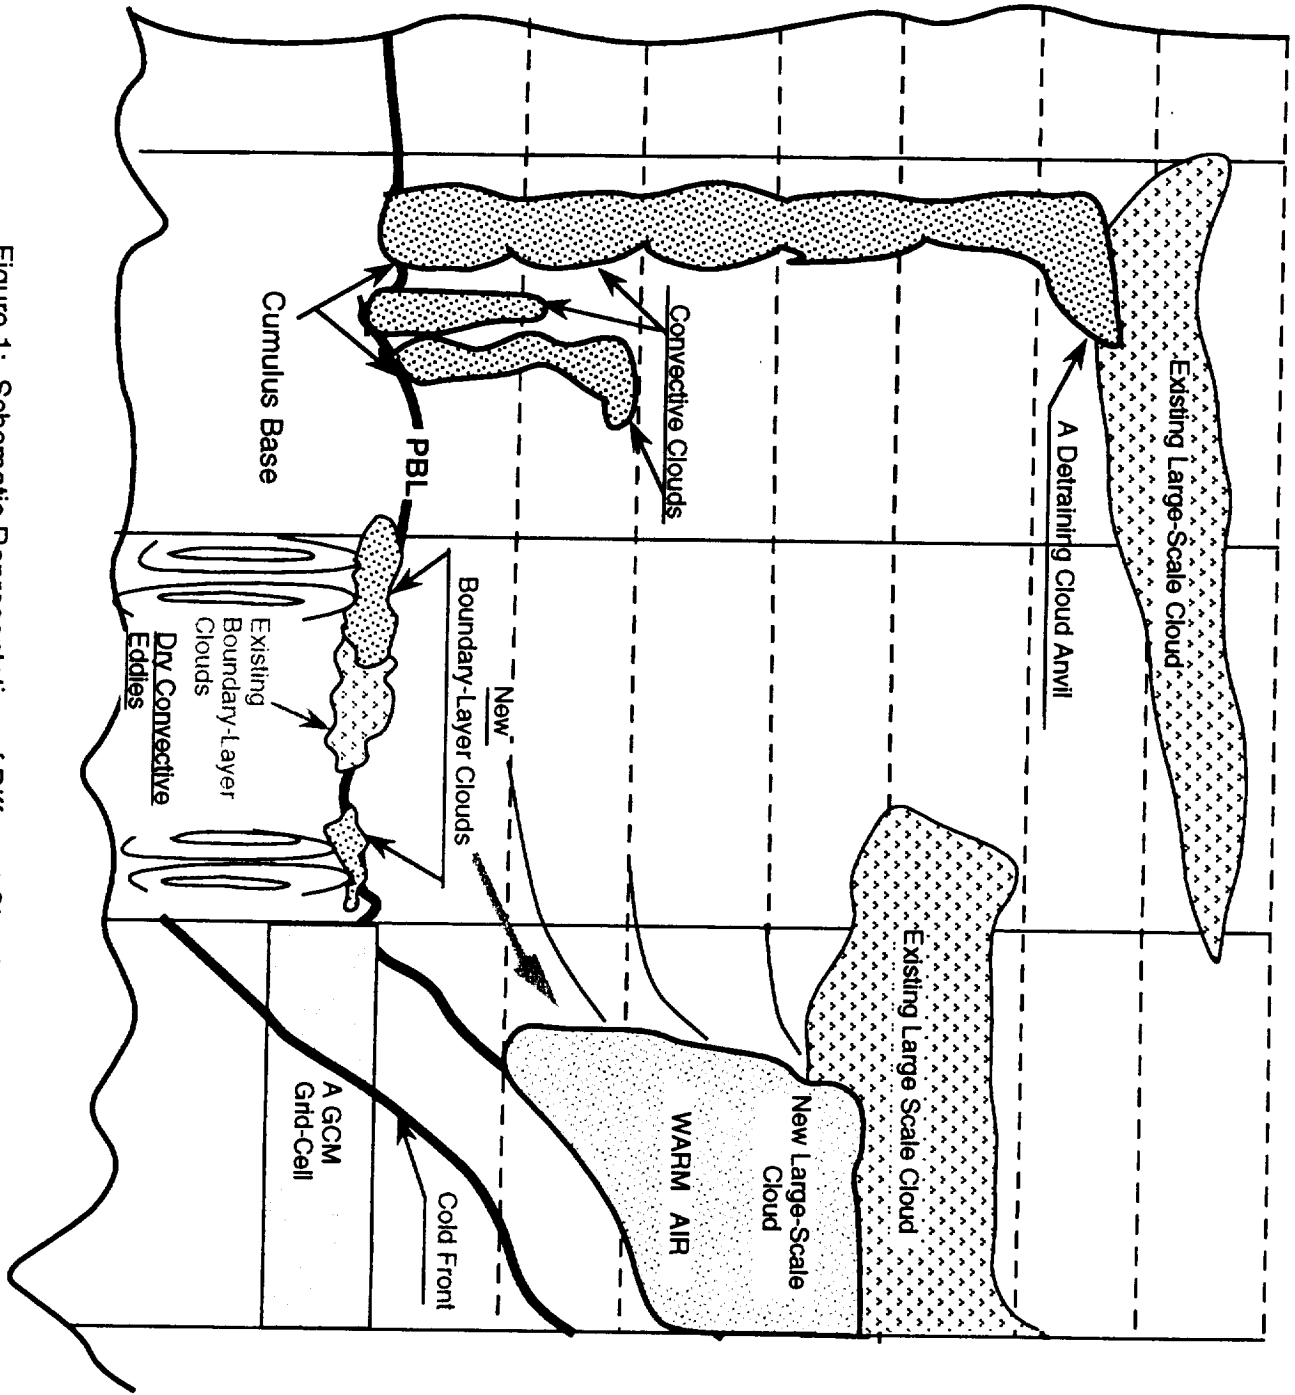 Existing Large-Scale Cloud
A Detraining Cloud Anvil
Existing Large Scale Cloud
New Large-Scale
Cloud
WARM AIR
Convective Clouds
New
Boundary-Layer Clouds
PBL
Cold Front
Cumulus Base
A GCM
Grid-Cell
Existing
Boundary-Layer
Clouds
Dry Convective
Eddies
Figure 1: Schematic Representation of Different